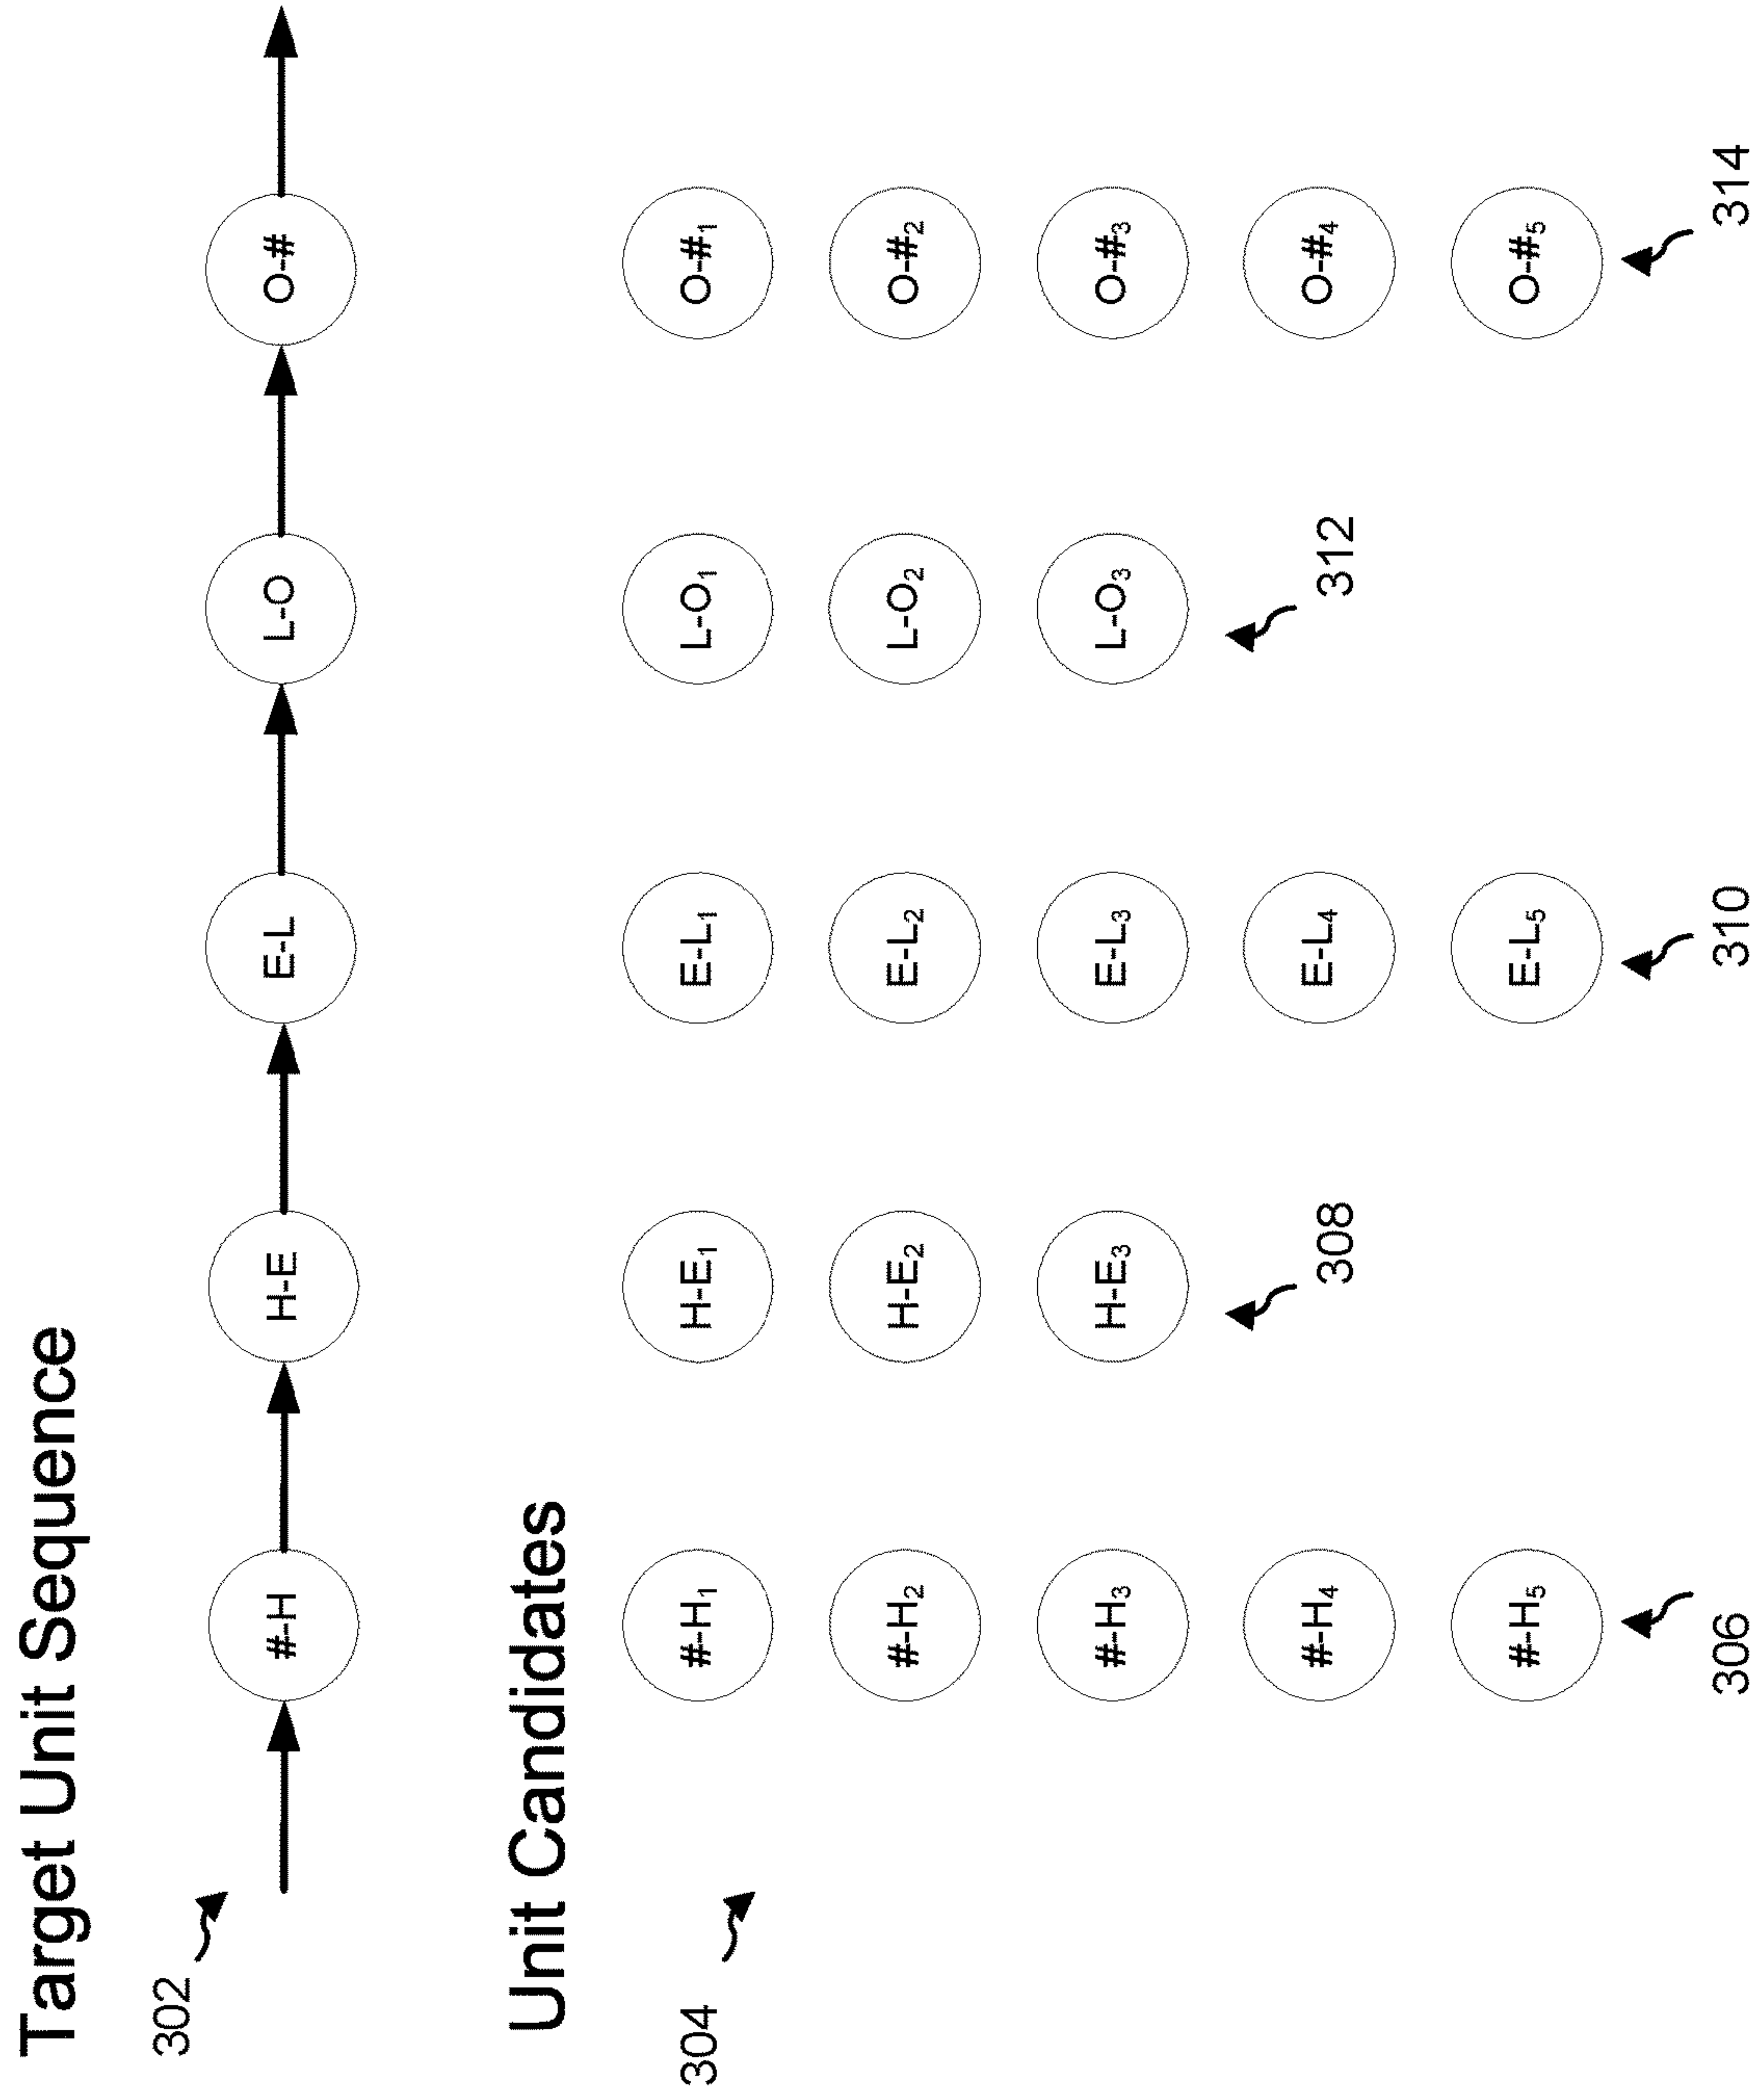 Target Unit Sequence
302
#-H H-E E-L L-O O-#
Unit Candidates
304
#-H₁ H-E₁ E-L₁ L-O₁ O-#₁
#-H₂ H-E₂ E-L₂ L-O₂ O-#₂
#-H₃ H-E₃ E-L₃ L-O₃ O-#₃
#-H₄ E-L₄ O-#₄
308 312
#-H₅ E-L₅ O-#₅
306 310 314